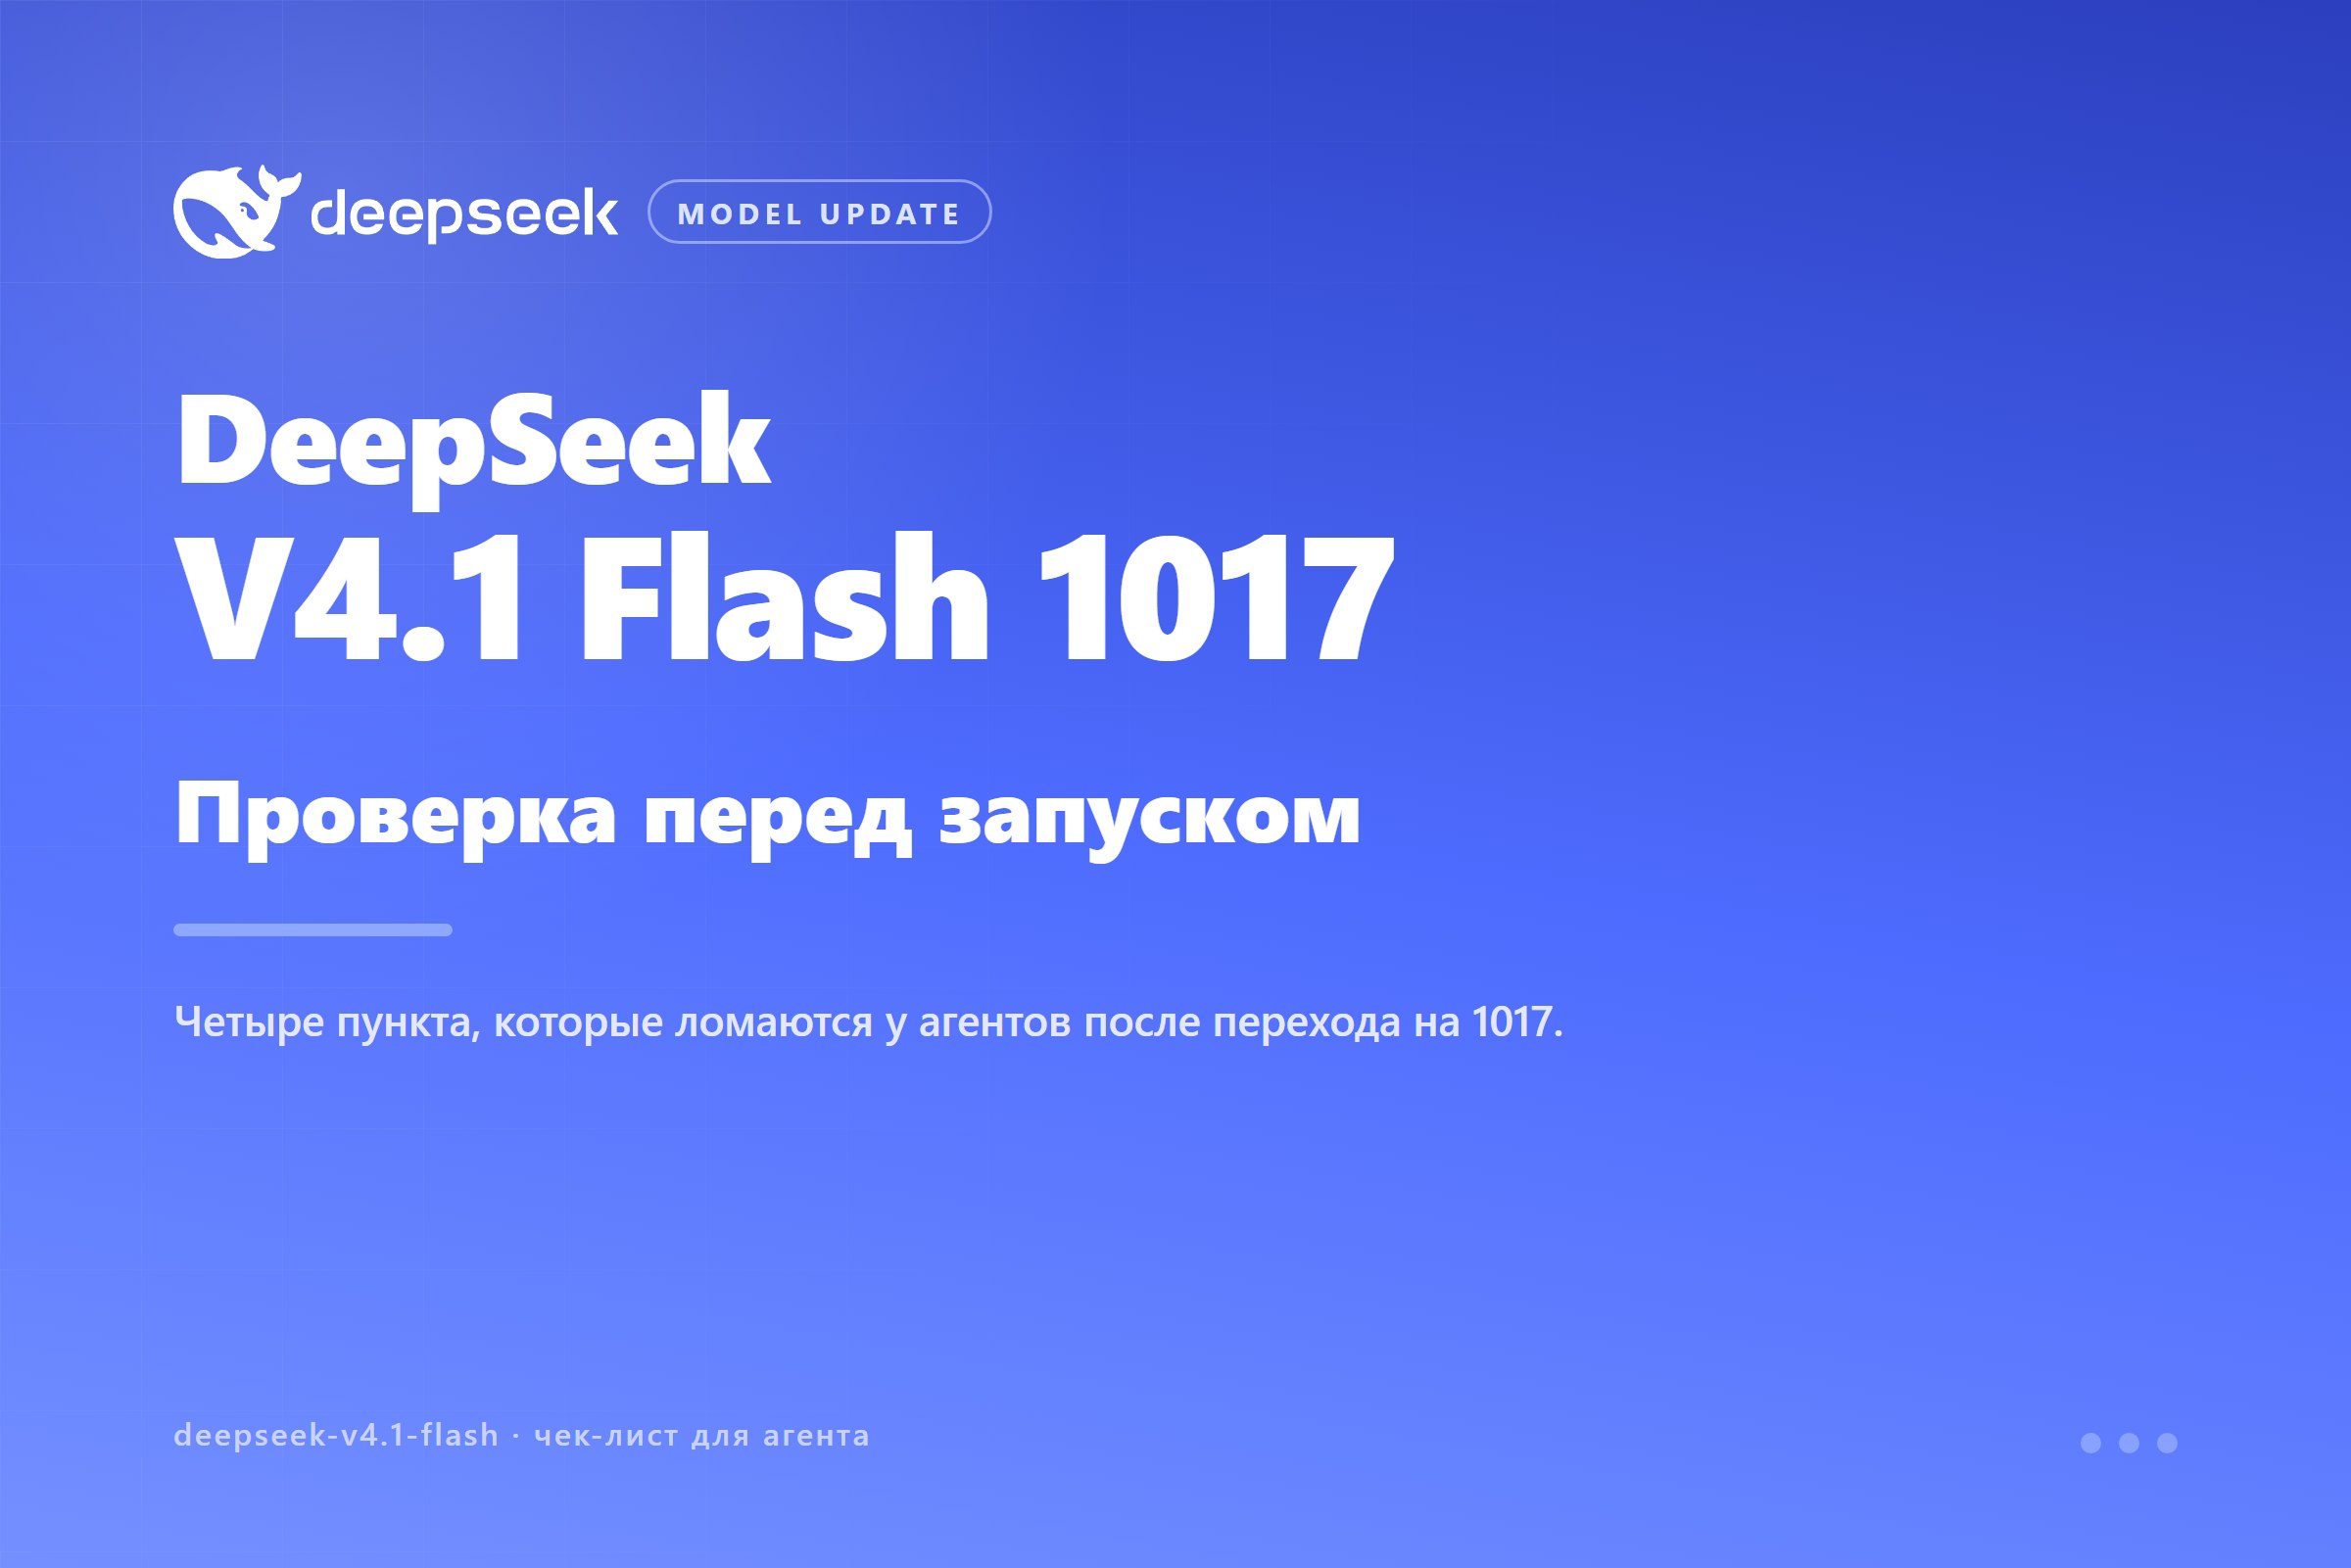 deepseek MODEL UPDATE
DeepSeek
V4.1 Flash 1017
Проверка перед запуском
Четыре пункта, которые ломаются у агентов после перехода на 1017.
deepseek-v4.1-flash · чек-лист для агента